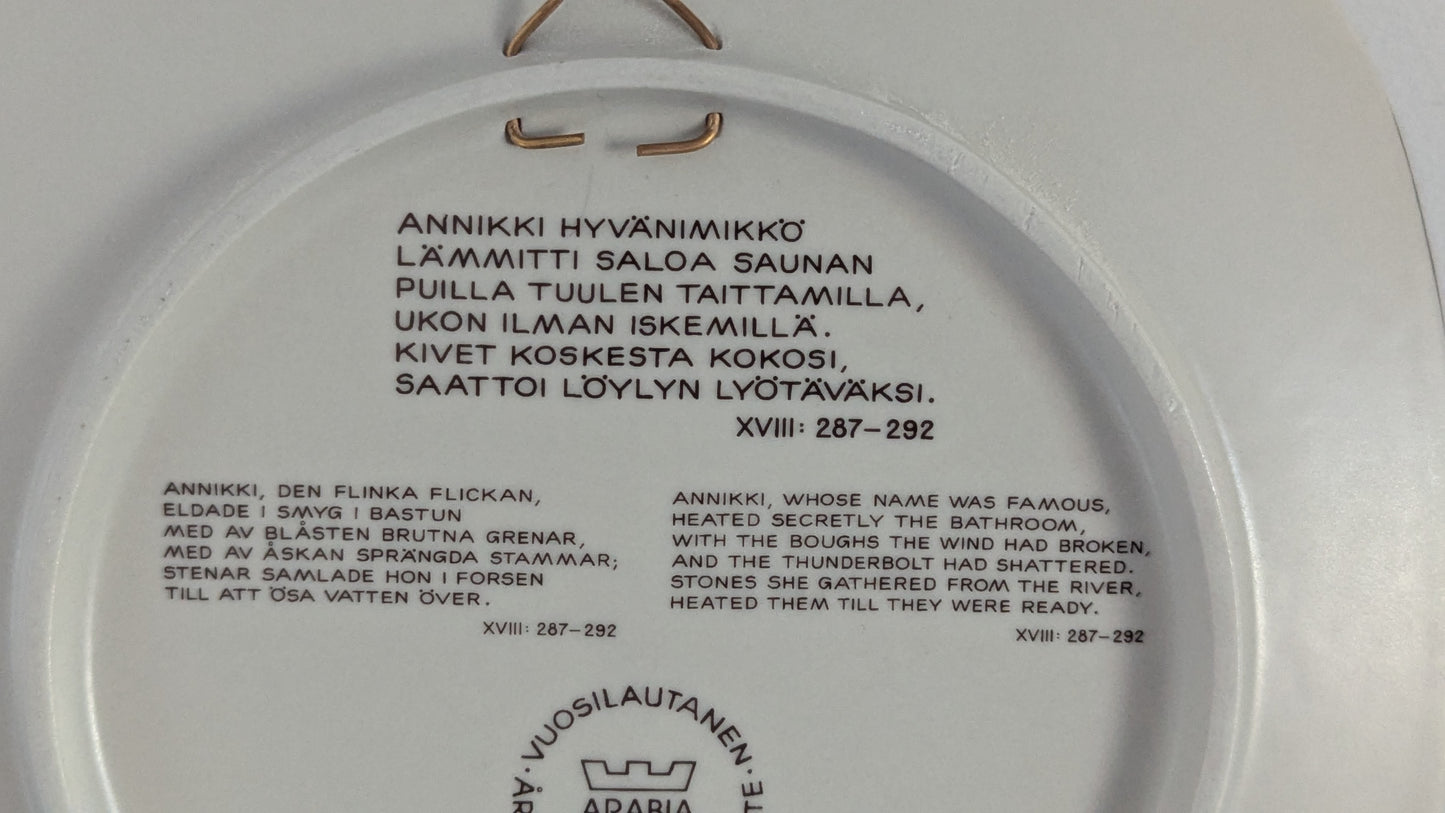 ANNIKKI HYVÄNIMIKKÖ
LÄMMITTI SALOA SAUNAN
PUILLA TUULEN TAITTAMILLA,
UKON ILMAN ISKEMILLÄ.
KIVET KOSKESTA KOKOSI,
SAATTOI LÖYLYN LYÖTÄVÄKSI.
XVIII: 287–292
ANNIKKI, DEN FLINKA FLICKAN,
ELDADE I SMYG I BASTUN
MED AV BLÅSTEN BRUTNA GRENAR,
MED AV ÅSKAN SPRÄNGDA STAMMAR;
STENAR SAMLADE HON I FORSEN
TILL ATT ÖSA VATTEN ÖVER.
XVIII: 287–292
ANNIKKI, WHOSE NAME WAS FAMOUS,
HEATED SECRETLY THE BATHROOM,
WITH THE BOUGHS THE WIND HAD BROKEN,
AND THE THUNDERBOLT HAD SHATTERED.
STONES SHE GATHERED FROM THE RIVER,
HEATED THEM TILL THEY WERE READY.
XVIII: 287–292
· VUOSILAUTANEN ·
ARABIA